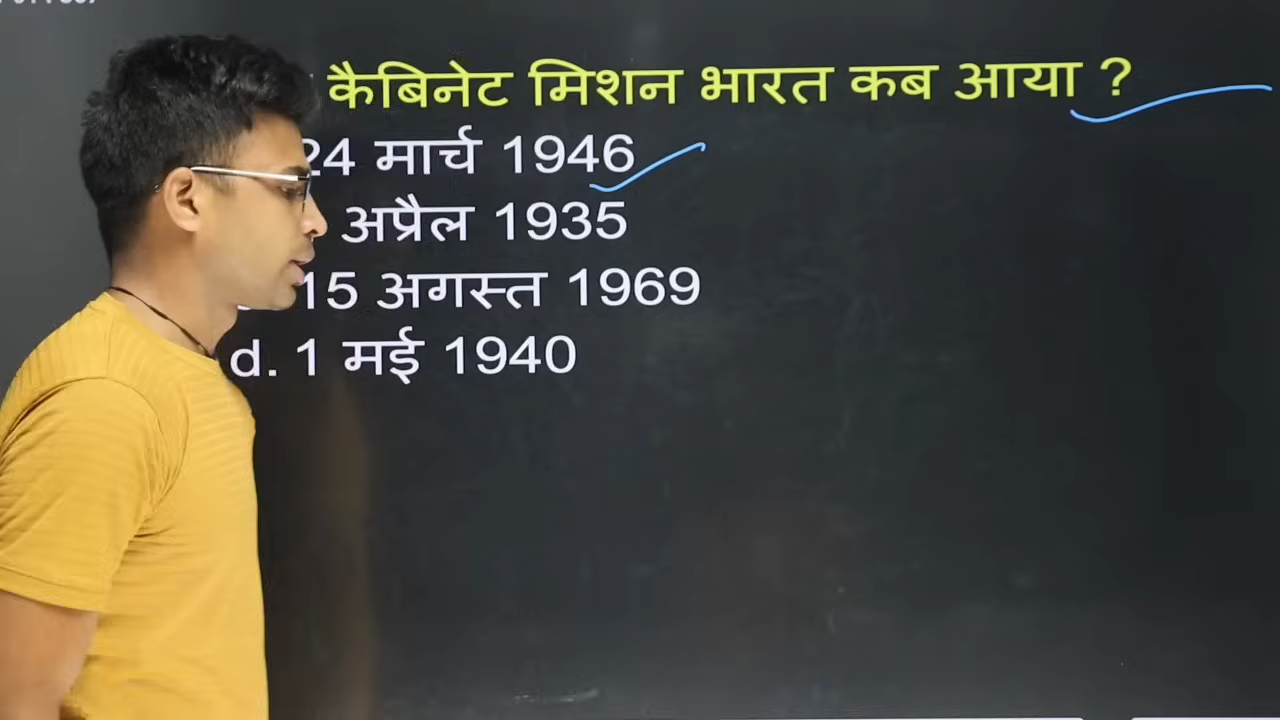 कैबिनेट मिशन भारत कब आया ?
24 मार्च 1946
अप्रैल 1935
15 अगस्त 1969
d. 1 मई 1940